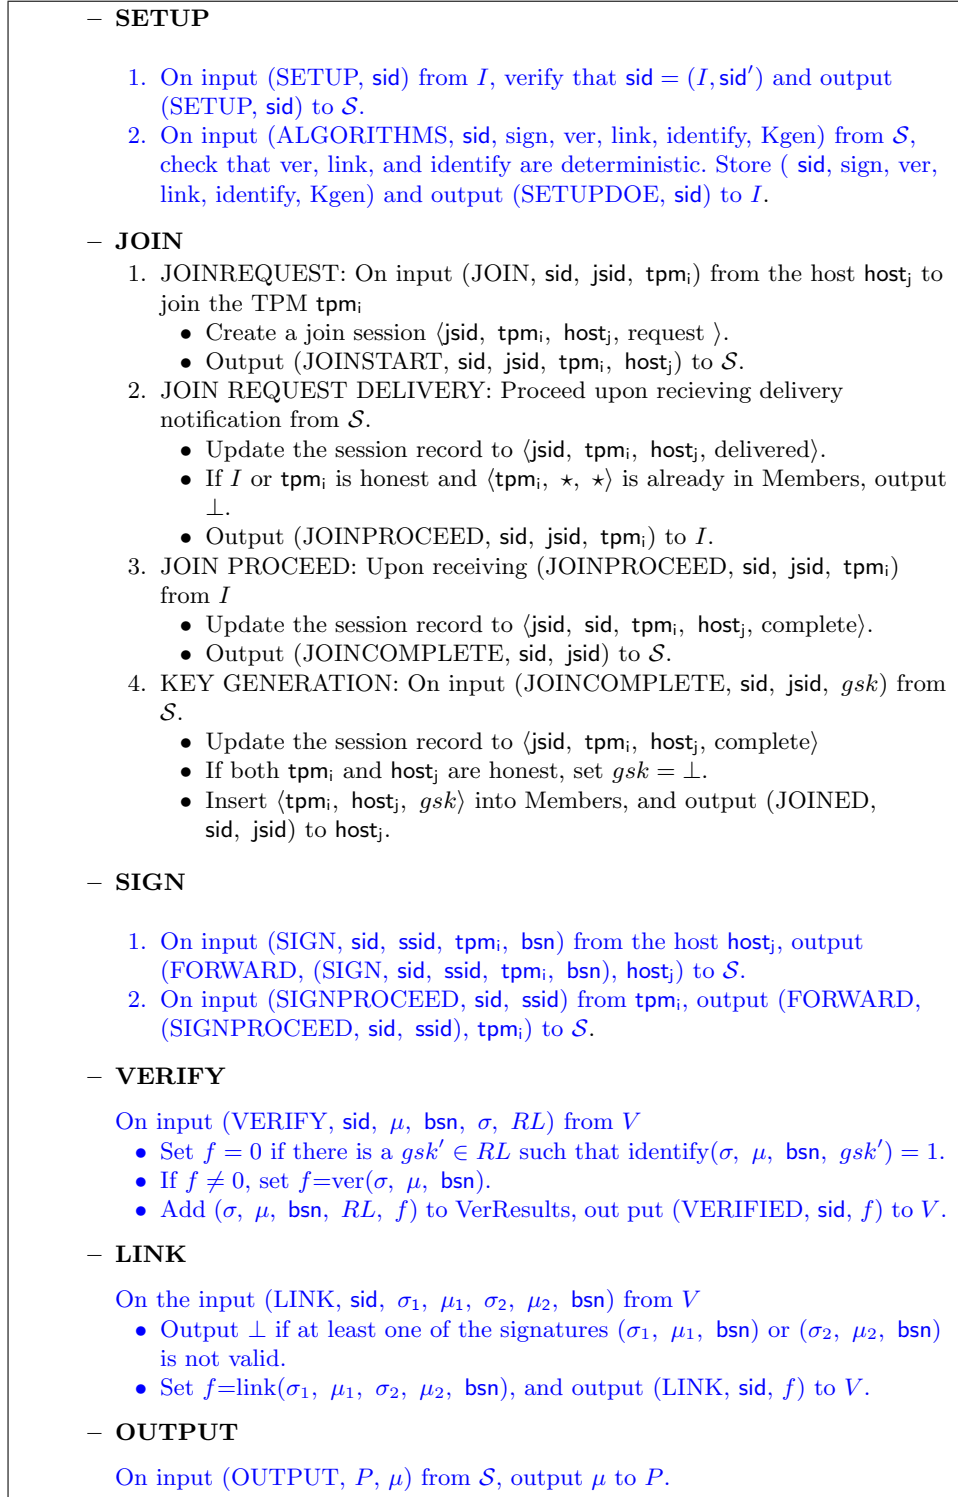 – SETUP
1. On input (SETUP, sid) from I, verify that sid = (I, sid′) and output
(SETUP, sid) to 𝒮.
2. On input (ALGORITHMS, sid, sign, ver, link, identify, Kgen) from 𝒮,
check that ver, link, and identify are deterministic. Store ( sid, sign, ver,
link, identify, Kgen) and output (SETUPDOE, sid) to I.
– JOIN
1. JOINREQUEST: On input (JOIN, sid, jsid, tpmᵢ) from the host hostⱼ to
join the TPM tpmᵢ
• Create a join session ⟨jsid, tpmᵢ, hostⱼ, request ⟩.
• Output (JOINSTART, sid, jsid, tpmᵢ, hostⱼ) to 𝒮.
2. JOIN REQUEST DELIVERY: Proceed upon recieving delivery
notification from 𝒮.
• Update the session record to ⟨jsid, tpmᵢ, hostⱼ, delivered⟩.
• If I or tpmᵢ is honest and ⟨tpmᵢ, ⋆, ⋆⟩ is already in Members, output
⊥.
• Output (JOINPROCEED, sid, jsid, tpmᵢ) to I.
3. JOIN PROCEED: Upon receiving (JOINPROCEED, sid, jsid, tpmᵢ)
from I
• Update the session record to ⟨jsid, sid, tpmᵢ, hostⱼ, complete⟩.
• Output (JOINCOMPLETE, sid, jsid) to 𝒮.
4. KEY GENERATION: On input (JOINCOMPLETE, sid, jsid, gsk) from
𝒮.
• Update the session record to ⟨jsid, tpmᵢ, hostⱼ, complete⟩
• If both tpmᵢ and hostⱼ are honest, set gsk = ⊥.
• Insert ⟨tpmᵢ, hostⱼ, gsk⟩ into Members, and output (JOINED,
sid, jsid) to hostⱼ.
– SIGN
1. On input (SIGN, sid, ssid, tpmᵢ, bsn) from the host hostⱼ, output
(FORWARD, (SIGN, sid, ssid, tpmᵢ, bsn), hostⱼ) to 𝒮.
2. On input (SIGNPROCEED, sid, ssid) from tpmᵢ, output (FORWARD,
(SIGNPROCEED, sid, ssid), tpmᵢ) to 𝒮.
– VERIFY
On input (VERIFY, sid, μ, bsn, σ, RL) from V
• Set f = 0 if there is a gsk′ ∈ RL such that identify(σ, μ, bsn, gsk′) = 1.
• If f ≠ 0, set f=ver(σ, μ, bsn).
• Add (σ, μ, bsn, RL, f) to VerResults, out put (VERIFIED, sid, f) to V.
– LINK
On the input (LINK, sid, σ₁, μ₁, σ₂, μ₂, bsn) from V
• Output ⊥ if at least one of the signatures (σ₁, μ₁, bsn) or (σ₂, μ₂, bsn)
is not valid.
• Set f=link(σ₁, μ₁, σ₂, μ₂, bsn), and output (LINK, sid, f) to V.
– OUTPUT
On input (OUTPUT, P, μ) from 𝒮, output μ to P.